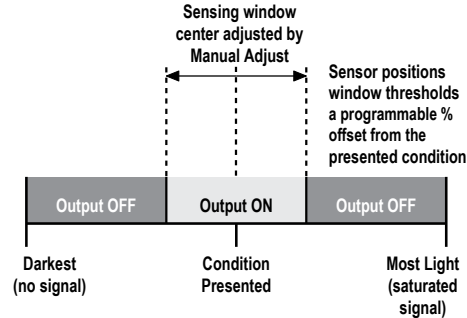 Sensing window
center adjusted by
Manual Adjust
Sensor positions
window thresholds
a programmable %
offset from the
presented condition
Output OFF
Output ON
Output OFF
Darkest
(no signal)
Condition
Presented
Most Light
(saturated
signal)